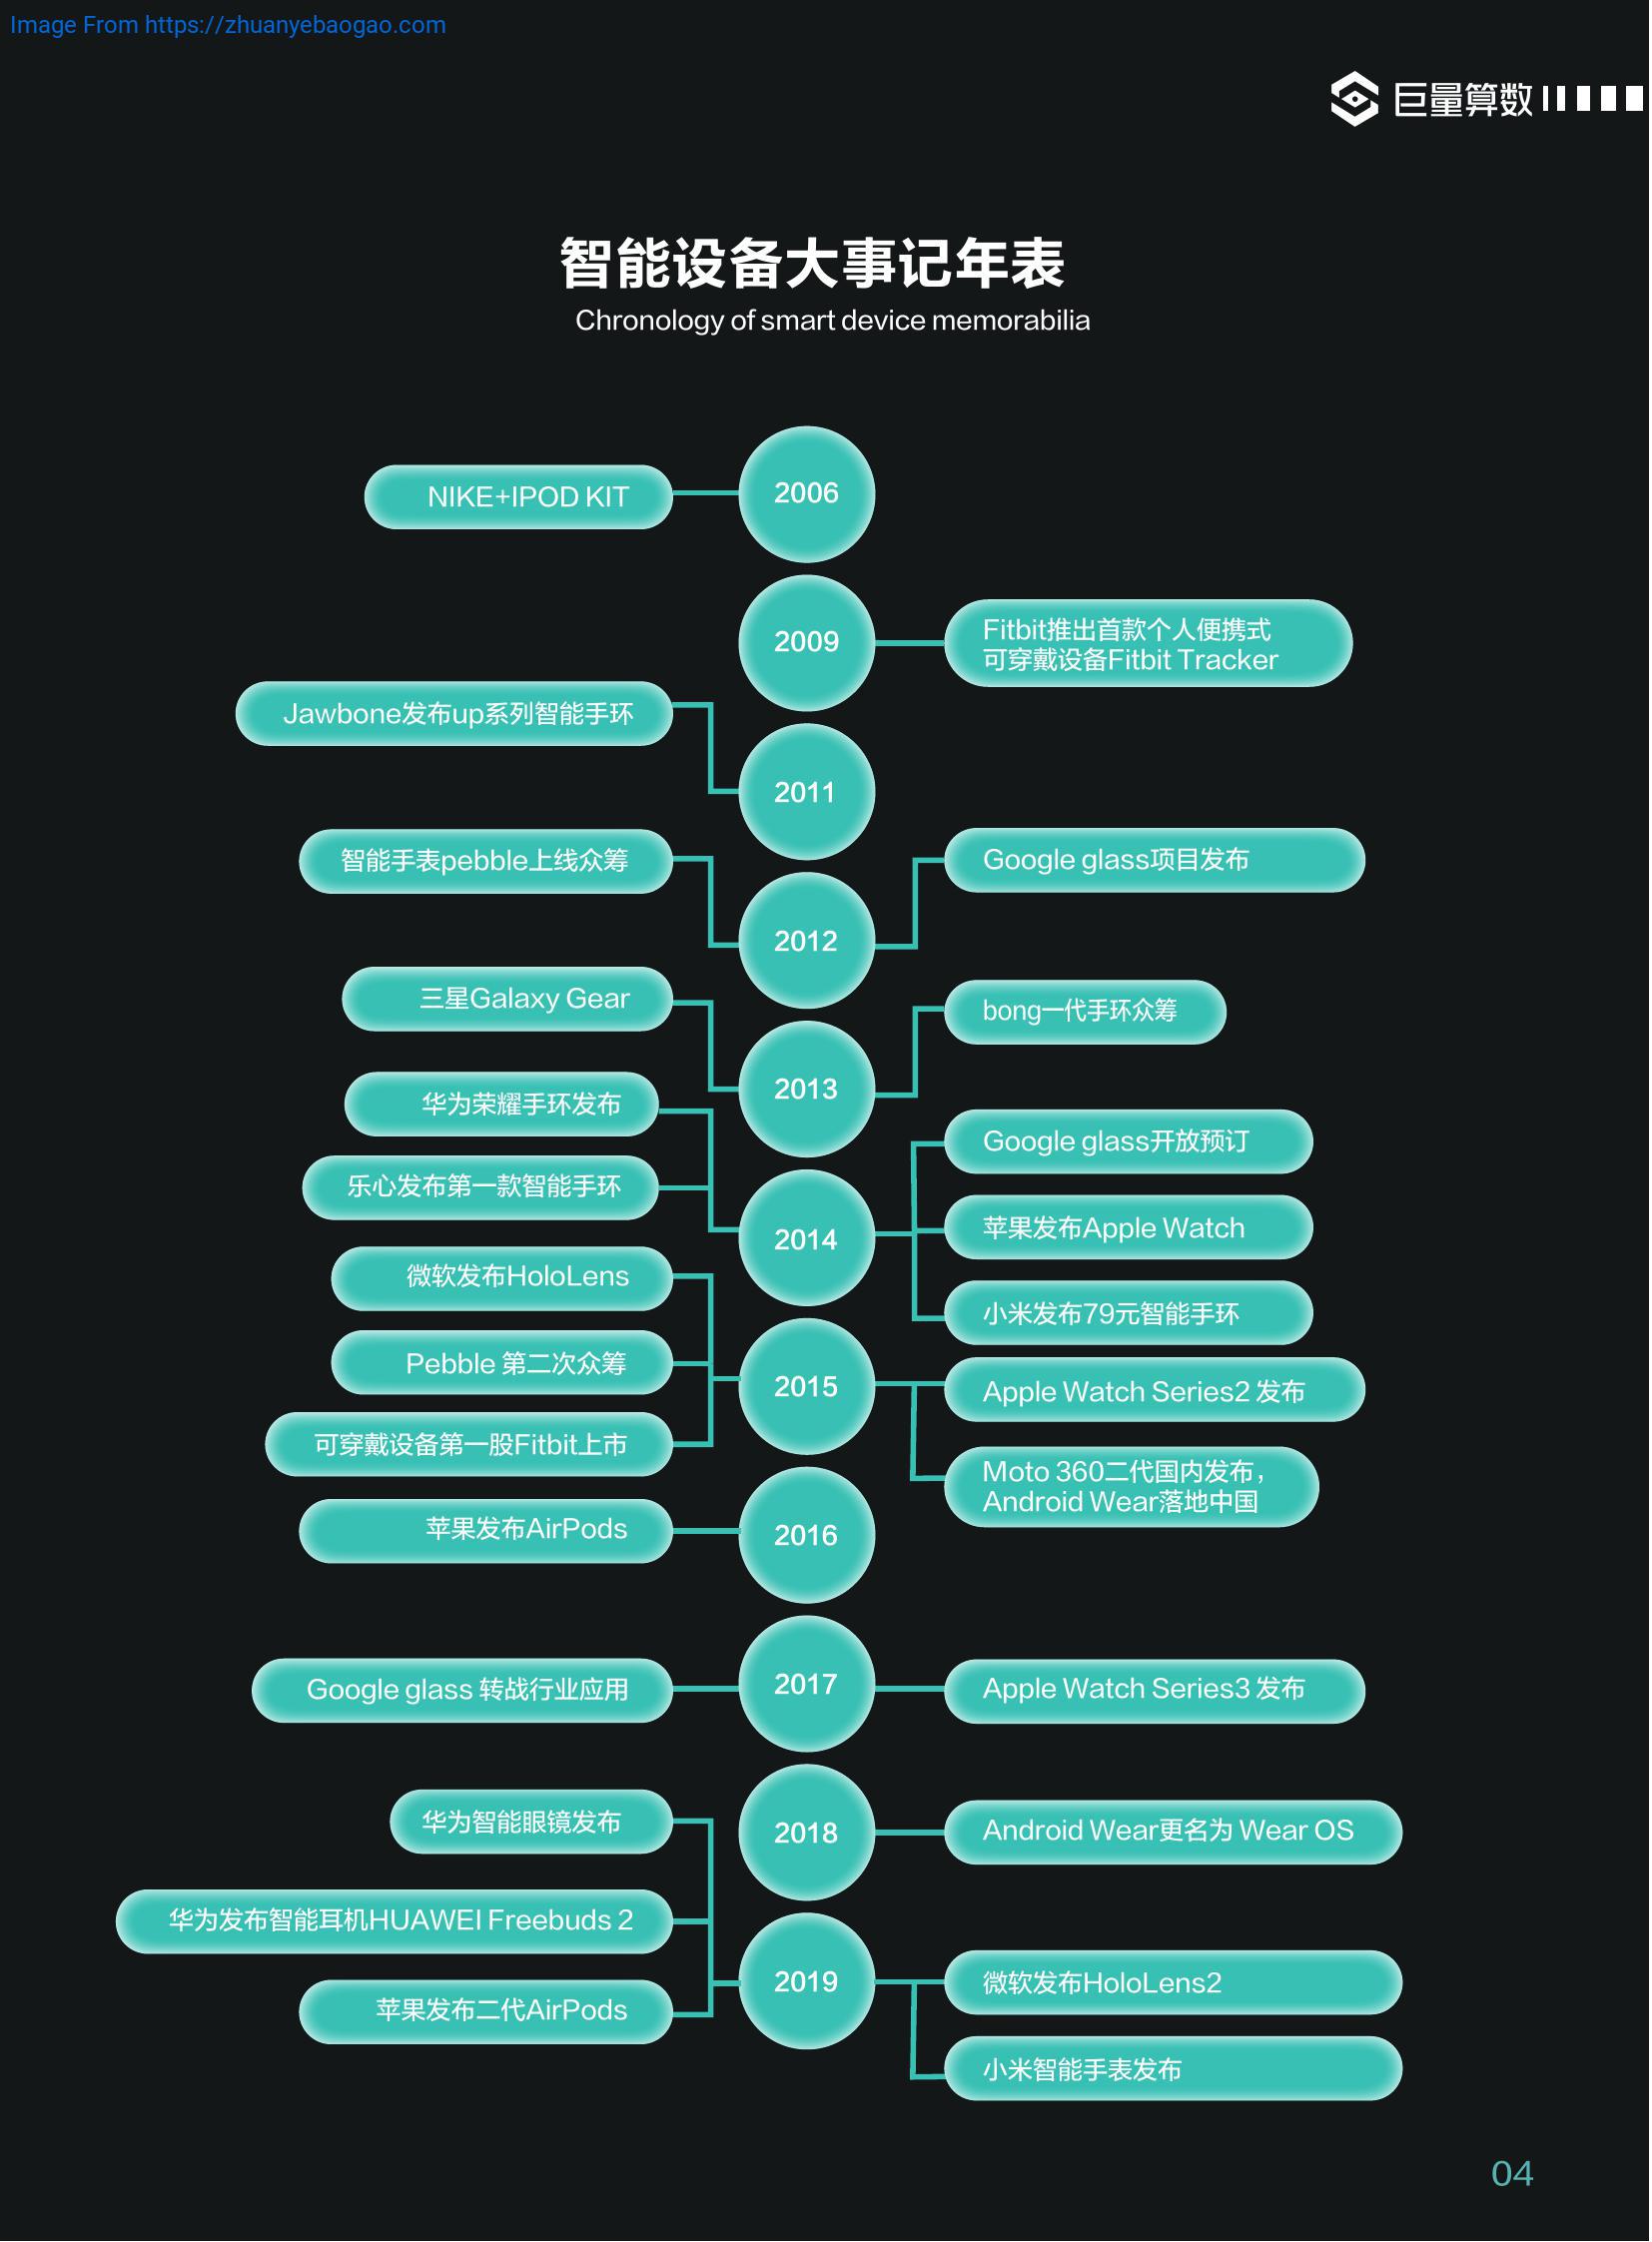 Image From https://zhuanyebaogao.com
巨量算数
智能设备大事记年表
Chronology of smart device memorabilia
2006
NIKE+IPOD KIT
2009
Fitbit推出首款个人便携式
可穿戴设备Fitbit Tracker
Jawbone发布up系列智能手环
2011
智能手表pebble上线众筹
Google glass项目发布
2012
三星Galaxy Gear
bong一代手环众筹
2013
华为荣耀手环发布
乐心发布第一款智能手环
Google glass开放预订
苹果发布Apple Watch
小米发布79元智能手环
2014
微软发布HoloLens
Pebble 第二次众筹
可穿戴设备第一股Fitbit上市
2015
Apple Watch Series2 发布
Moto 360二代国内发布，
Android Wear落地中国
苹果发布AirPods
2016
Google glass 转战行业应用
2017
Apple Watch Series3 发布
2018
Android Wear更名为 Wear OS
华为智能眼镜发布
华为发布智能耳机HUAWEI Freebuds 2
苹果发布二代AirPods
2019
微软发布HoloLens2
小米智能手表发布
04